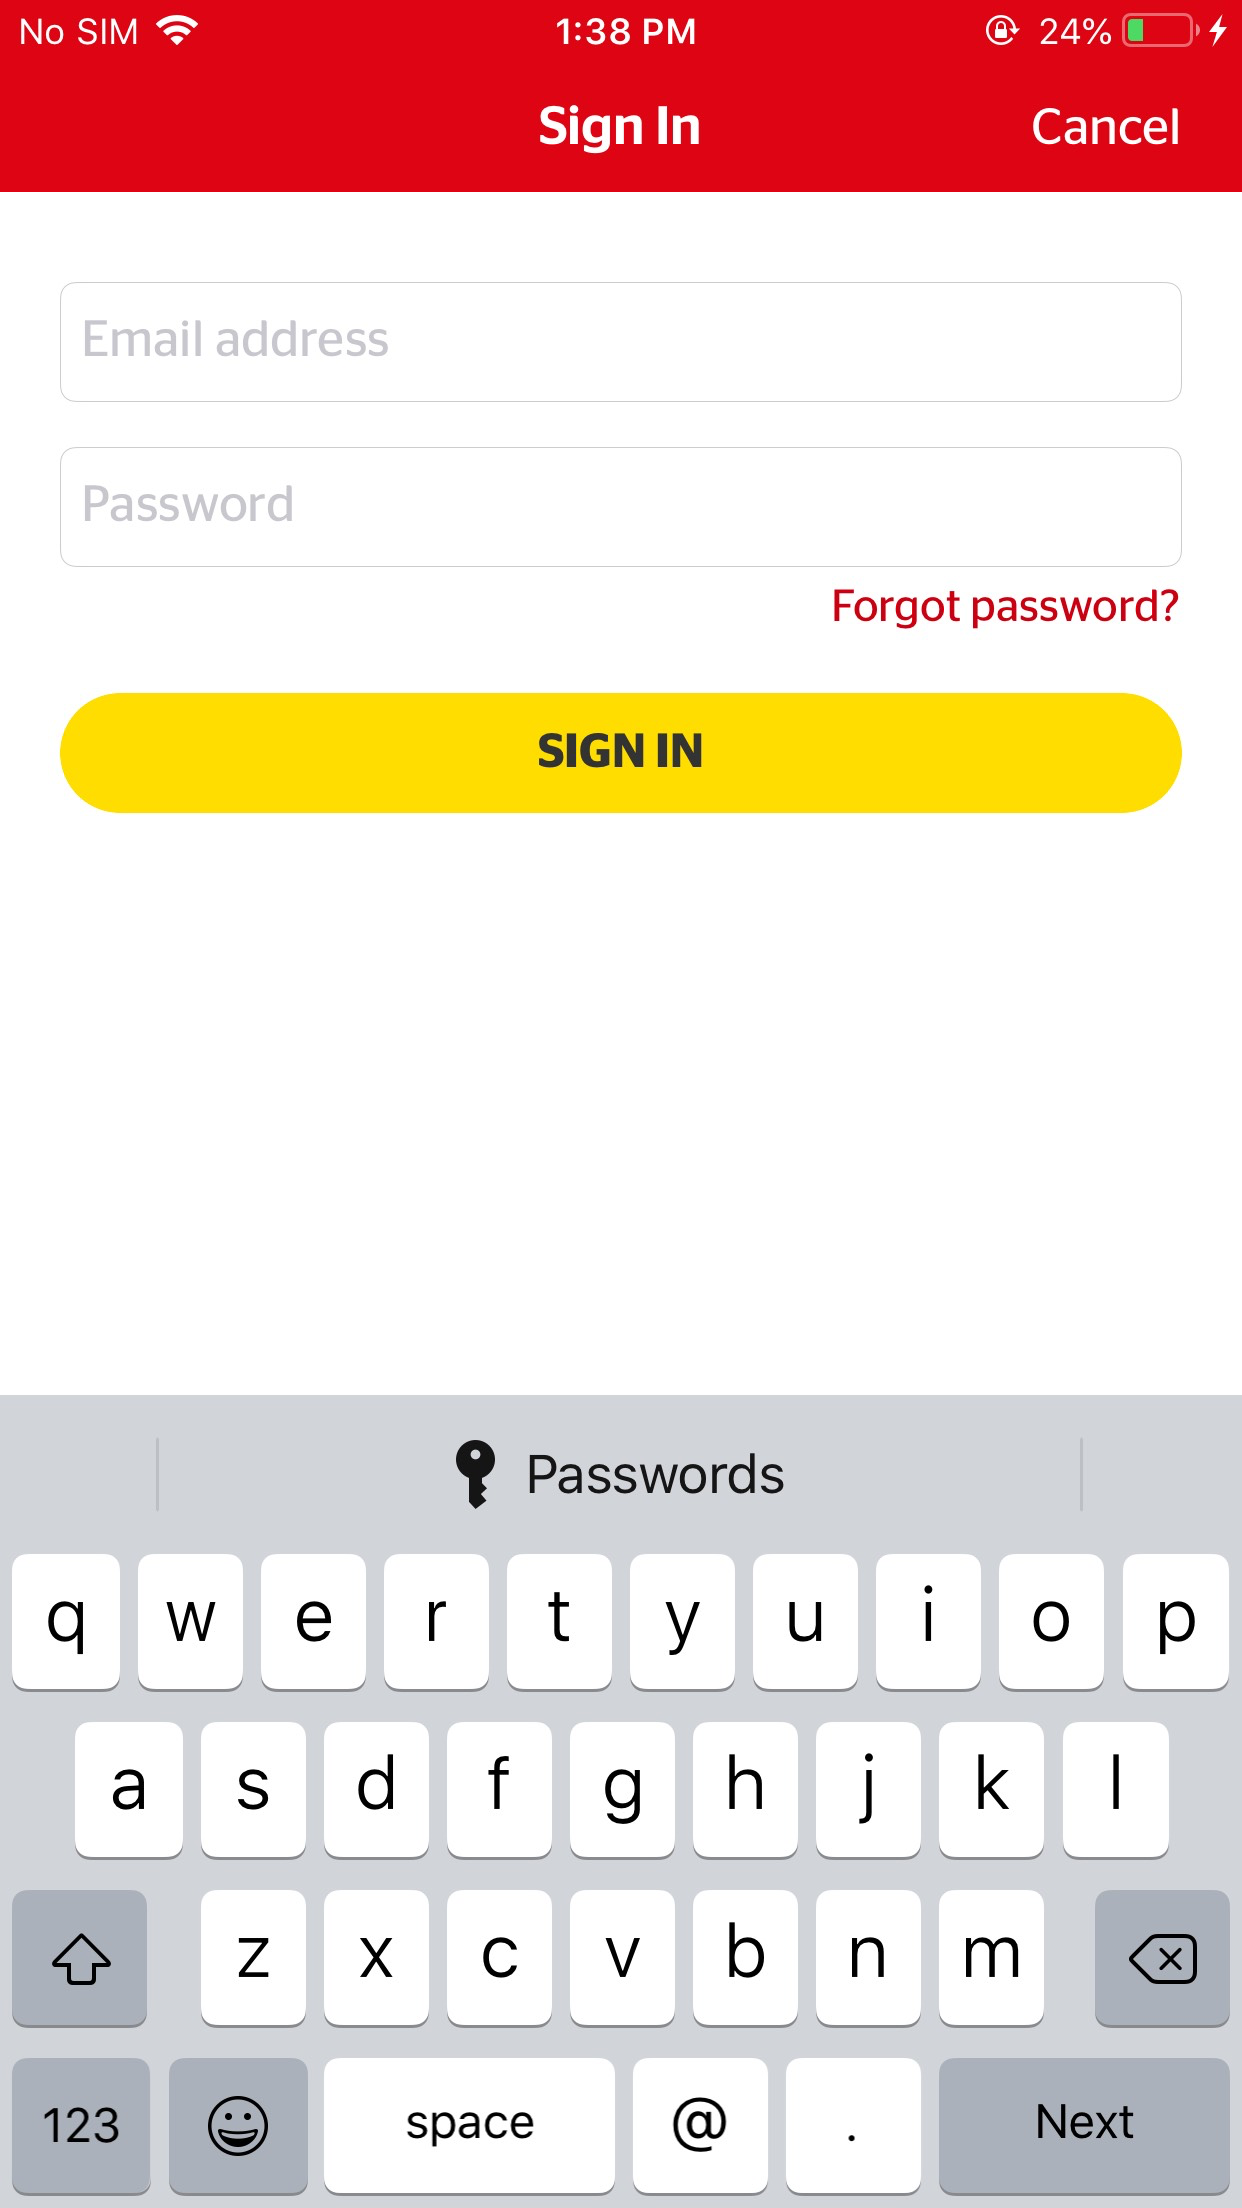 No SIM 1:38 PM 24%
Sign In Cancel
Email address
Password
Forgot password?
SIGN IN
Passwords
q w e r t y u i o p
a s d f g h j k l
z x c v b n m
123 space @ . Next